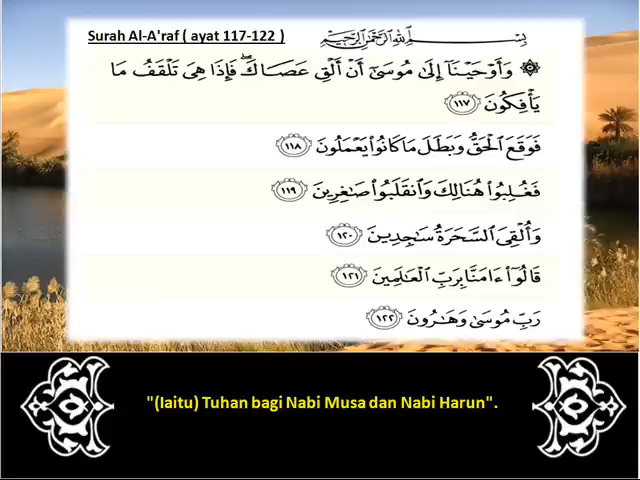 Surah Al-A'raf ( ayat 117-122 )
بِسْمِ اللَّهِ الرَّحْمَٰنِ الرَّحِيمِ
۞ وَأَوْحَيْنَآ إِلَىٰ مُوسَىٰٓ أَنْ أَلْقِ عَصَاكَ ۖ فَإِذَا هِىَ تَلْقَفُ مَا
يَأْفِكُونَ ١١٧
فَوَقَعَ ٱلْحَقُّ وَبَطَلَ مَا كَانُوا۟ يَعْمَلُونَ ١١٨
فَغُلِبُوا۟ هُنَالِكَ وَٱنقَلَبُوا۟ صَٰغِرِينَ ١١٩
وَأُلْقِىَ ٱلسَّحَرَةُ سَٰجِدِينَ ١٢٠
قَالُوٓا۟ ءَامَنَّا بِرَبِّ ٱلْعَٰلَمِينَ ١٢١
رَبِّ مُوسَىٰ وَهَٰرُونَ ١٢٢
"(Iaitu) Tuhan bagi Nabi Musa dan Nabi Harun".